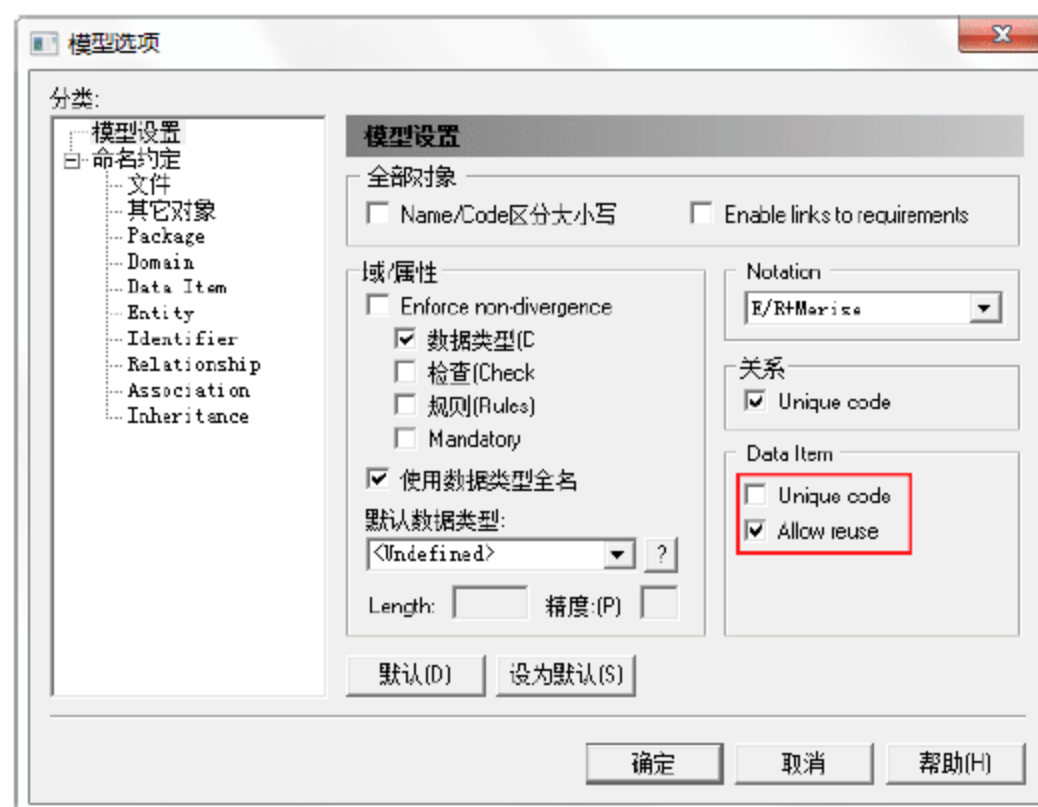 模型选项
分类:
模型设置
命名约定
文件
其它对象
Package
Domain
Data Item
Entity
Identifier
Relationship
Association
Inheritance
模型设置
全部对象
Name/Code区分大小写
Enable links to requirements
域/属性
Enforce non-divergence
数据类型(C
检查(Check
规则(Rules)
Mandatory
使用数据类型全名
默认数据类型:
<Undefined>
?
Length:
精度:(P)
Notation
E/R+Merise
关系
Unique code
Data Item
Unique code
Allow reuse
默认(D)
设为默认(S)
确定
取消
帮助(H)